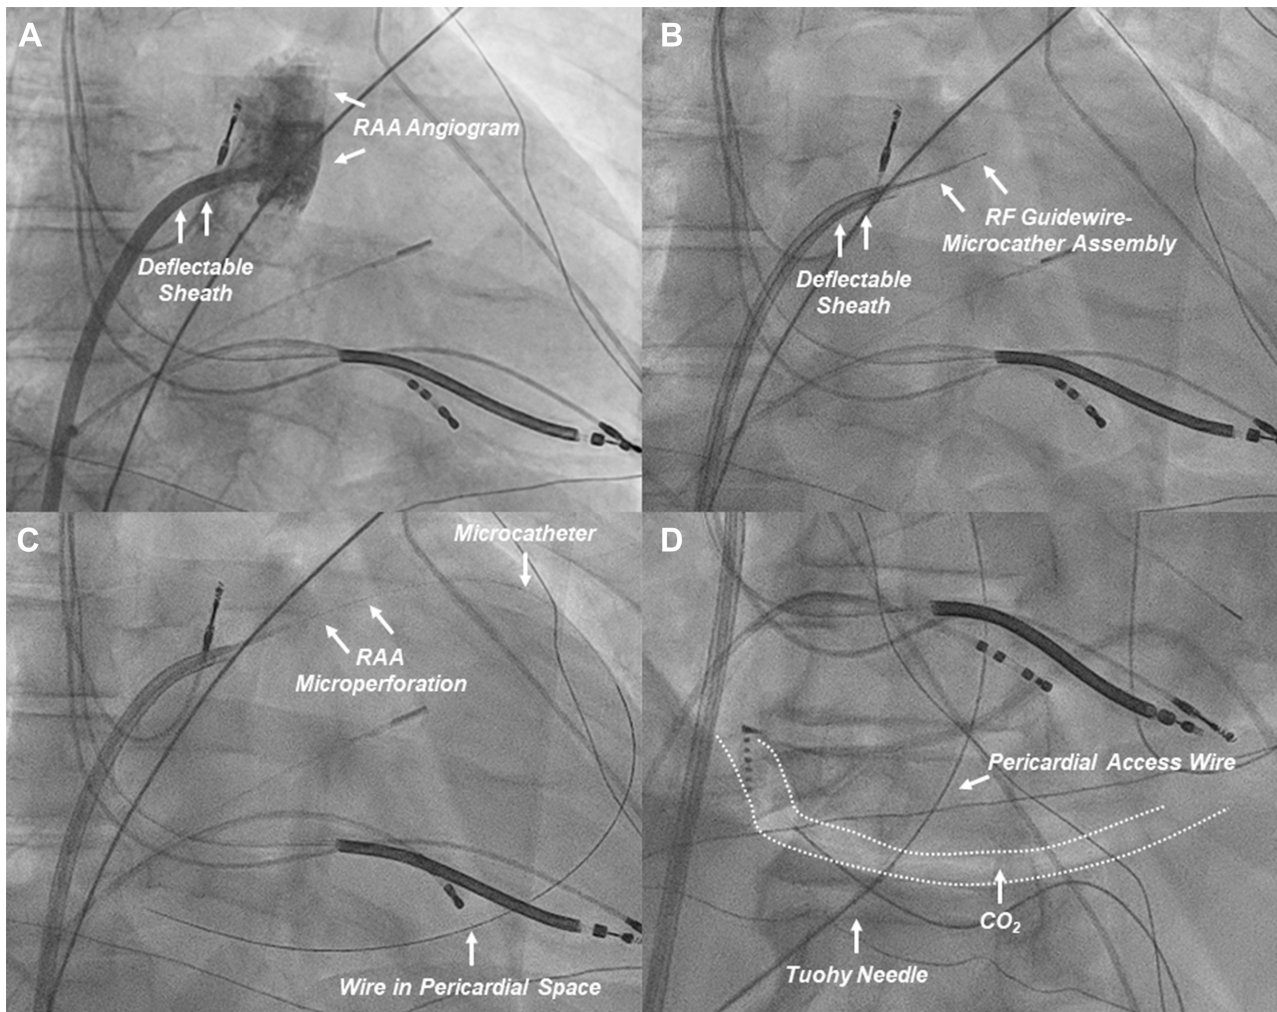 A
RAA Angiogram
Deflectable
Sheath
B
RF Guidewire-
Microcather Assembly
Deflectable
Sheath
C
Microcatheter
RAA
Microperforation
Wire in Pericardial Space
D
Pericardial Access Wire
CO₂
Tuohy Needle